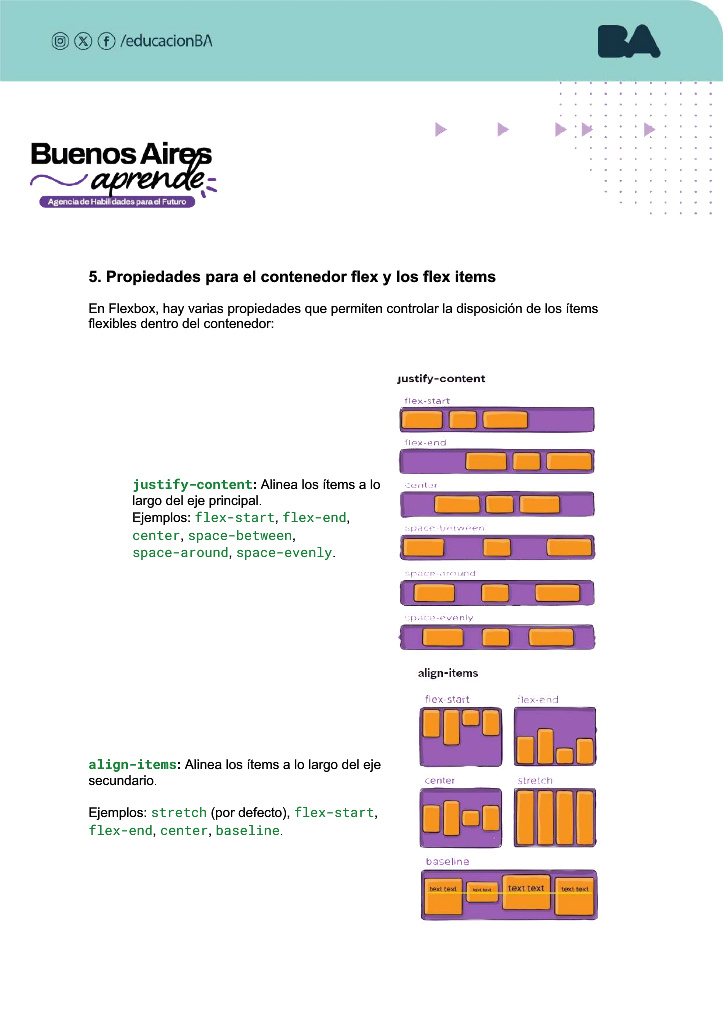 /educacionBA
BA
Buenos Aires
aprende
Agencia de Habilidades para el Futuro
5. Propiedades para el contenedor flex y los flex items
En Flexbox, hay varias propiedades que permiten controlar la disposición de los ítems
flexibles dentro del contenedor:
justify-content: Alinea los ítems a lo
largo del eje principal.
Ejemplos: flex-start, flex-end,
center, space-between,
space-around, space-evenly.
justify-content
flex-start
flex-end
center
space-between
space-around
space-evenly
align-items: Alinea los ítems a lo largo del eje
secundario.
Ejemplos: stretch (por defecto), flex-start,
flex-end, center, baseline.
align-items
flex-start flex-end
center stretch
baseline
text text text text text text text text